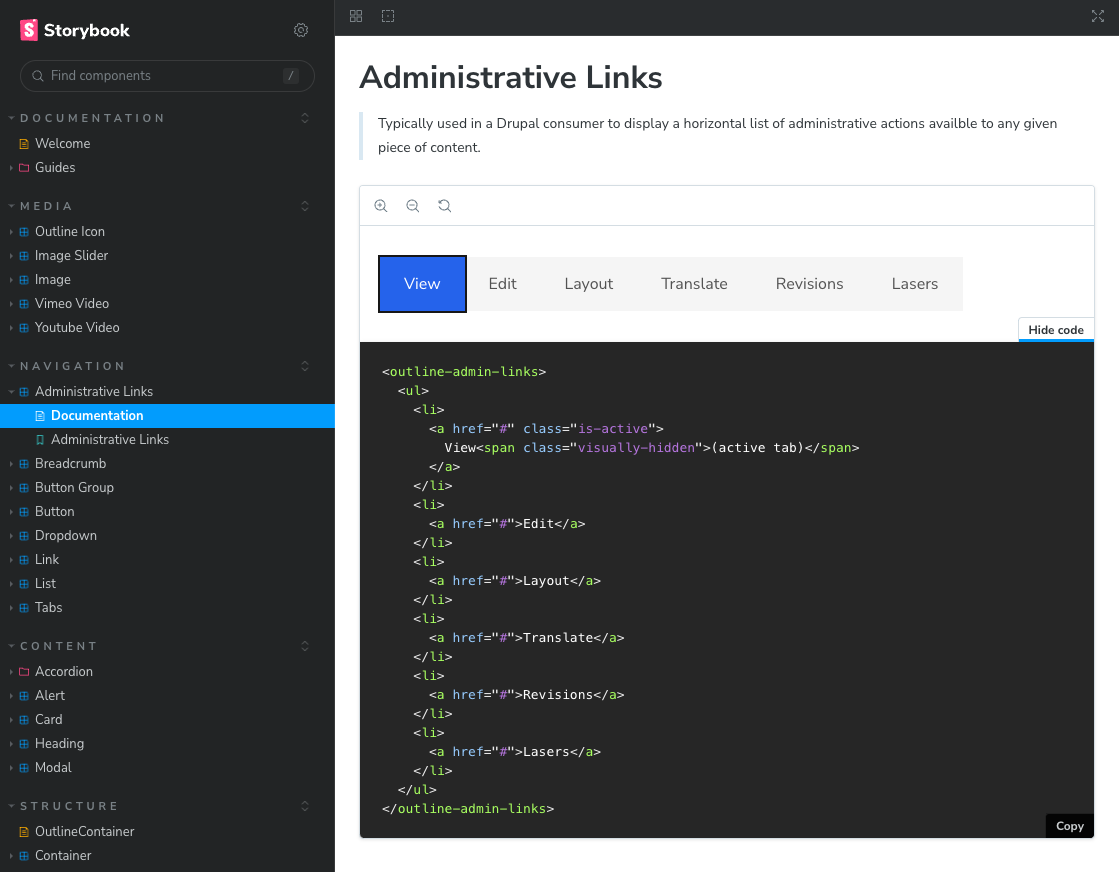 Storybook
Find components
/
DOCUMENTATION
Welcome
Guides
MEDIA
Outline Icon
Image Slider
Image
Vimeo Video
Youtube Video
NAVIGATION
Administrative Links
Documentation
Administrative Links
Breadcrumb
Button Group
Button
Dropdown
Link
List
Tabs
CONTENT
Accordion
Alert
Card
Heading
Modal
STRUCTURE
OutlineContainer
Container
Administrative Links
Typically used in a Drupal consumer to display a horizontal list of administrative actions availble to any given
piece of content.
View Edit Layout Translate Revisions Lasers
Hide code
<outline-admin-links>
  <ul>
    <li>
      <a href="#" class="is-active">
        View<span class="visually-hidden">(active tab)</span>
      </a>
    </li>
    <li>
      <a href="#">Edit</a>
    </li>
    <li>
      <a href="#">Layout</a>
    </li>
    <li>
      <a href="#">Translate</a>
    </li>
    <li>
      <a href="#">Revisions</a>
    </li>
    <li>
      <a href="#">Lasers</a>
    </li>
  </ul>
</outline-admin-links>
Copy